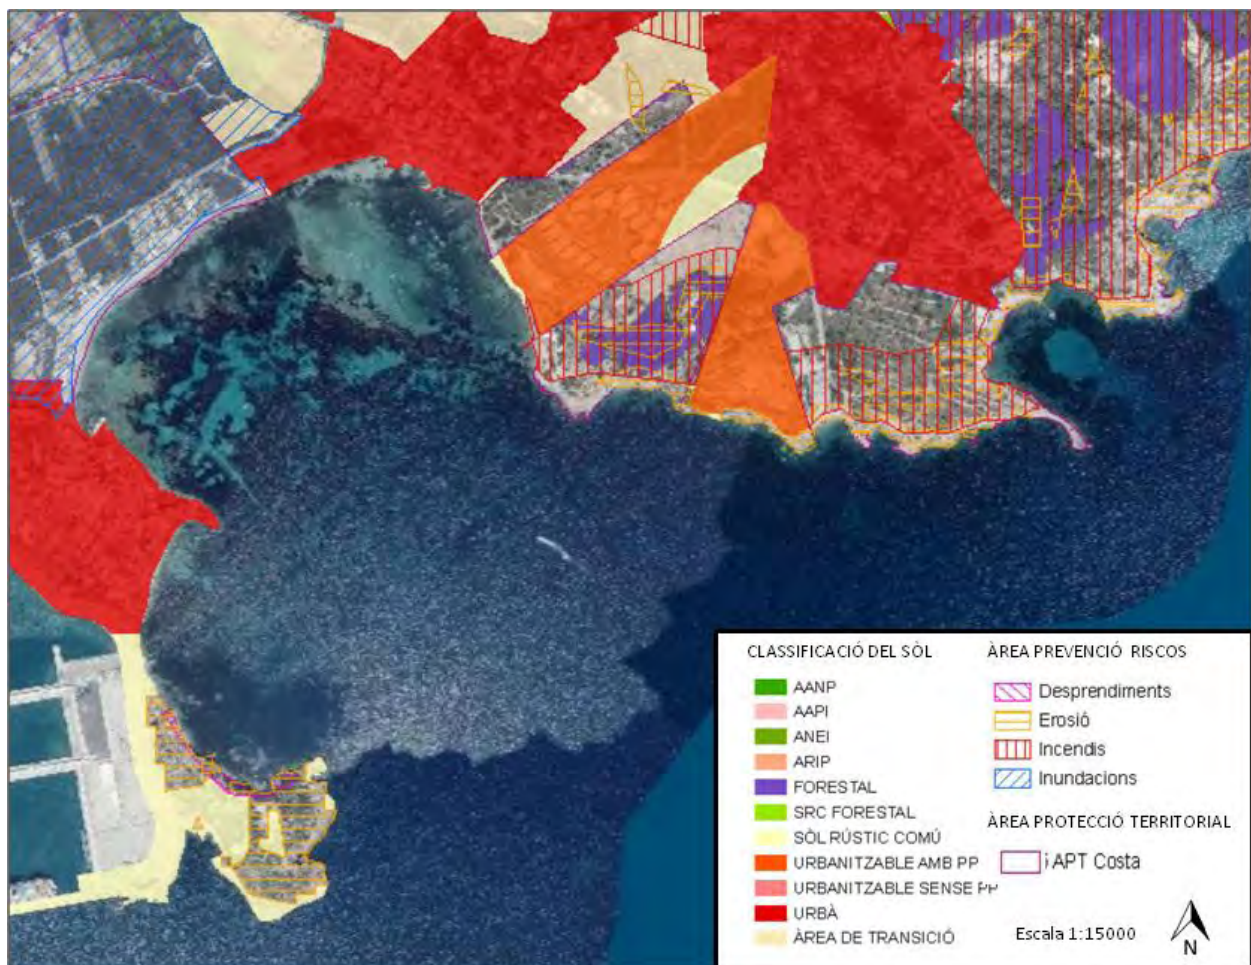 CLASSIFICACIÓ DEL SÒL
AANP
AAPI
ANEI
ARIP
FORESTAL
SRC FORESTAL
SÒL RÚSTIC COMÚ
URBANITZABLE AMB PP
URBANITZABLE SENSE PP
URBÀ
ÀREA DE TRANSICIÓ
ÀREA PREVENCIÓ RISCOS
Desprendiments
Erosió
Incendis
Inundacions
ÀREA PROTECCIÓ TERRITORIAL
i APT Costa
Escala 1:15000
N